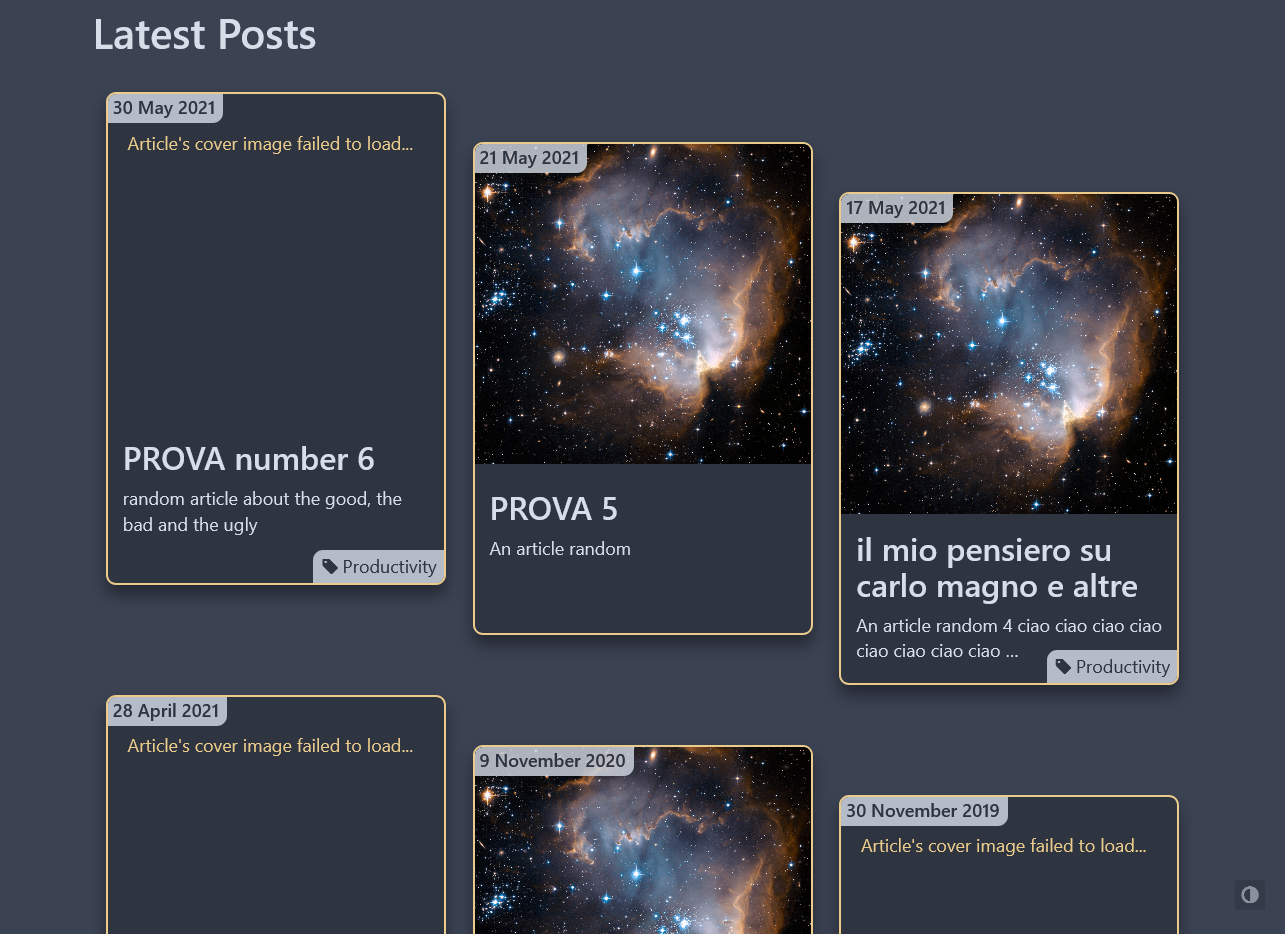 Latest Posts
30 May 2021
Article's cover image failed to load...
PROVA number 6
random article about the good, the
bad and the ugly
Productivity
21 May 2021
PROVA 5
An article random
17 May 2021
il mio pensiero su
carlo magno e altre
An article random 4 ciao ciao ciao ciao
ciao ciao ciao ciao ...
Productivity
28 April 2021
Article's cover image failed to load...
9 November 2020
30 November 2019
Article's cover image failed to load...